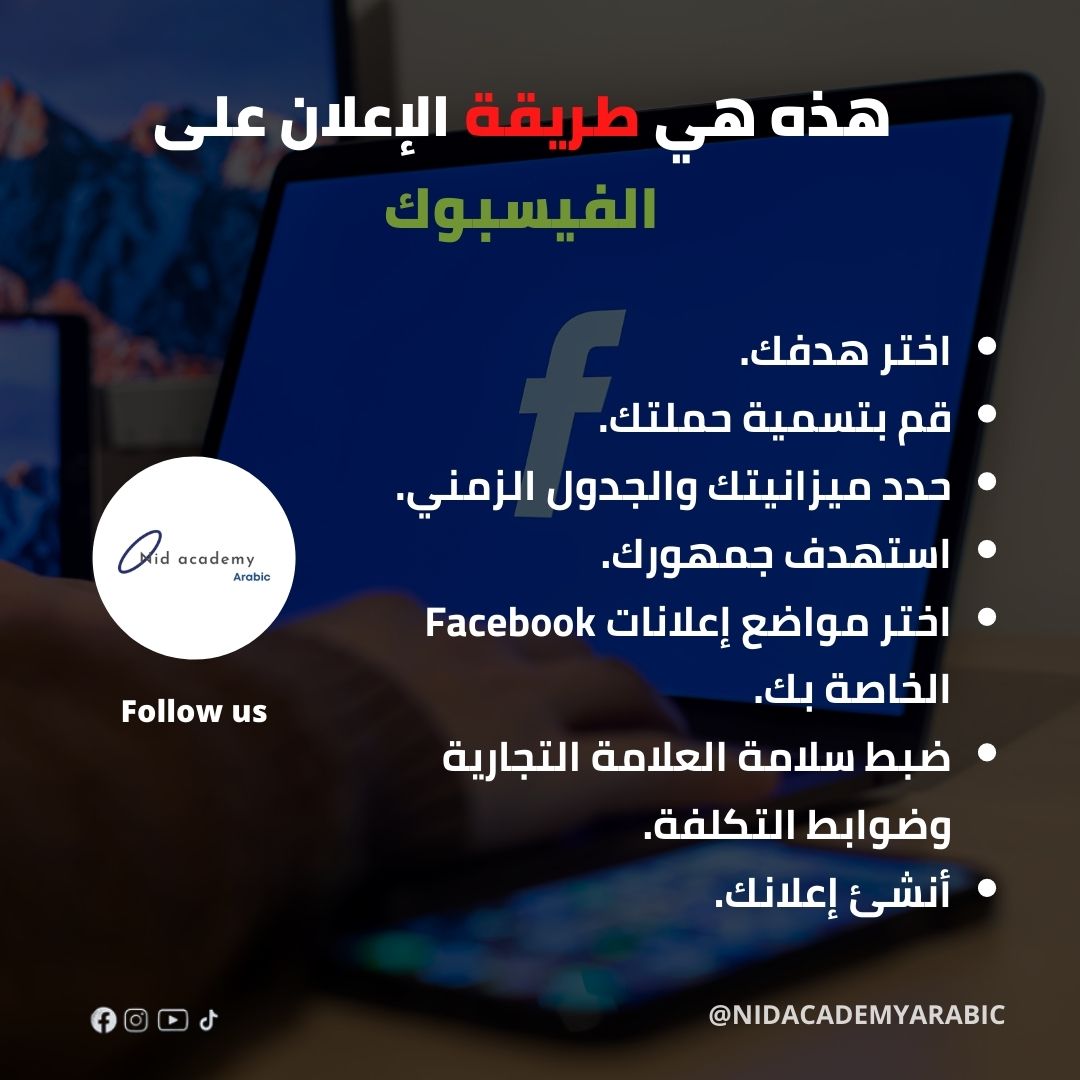 هذه هي طريقة الإعلان على
الفيسبوك
اختر هدفك.
قم بتسمية حملتك.
حدد ميزانيتك والجدول الزمني.
استهدف جمهورك.
اختر مواضع إعلانات Facebook
الخاصة بك.
ضبط سلامة العلامة التجارية
وضوابط التكلفة.
أنشئ إعلانك.
Nid academy
Arabic
Follow us
@NIDACADEMYARABIC